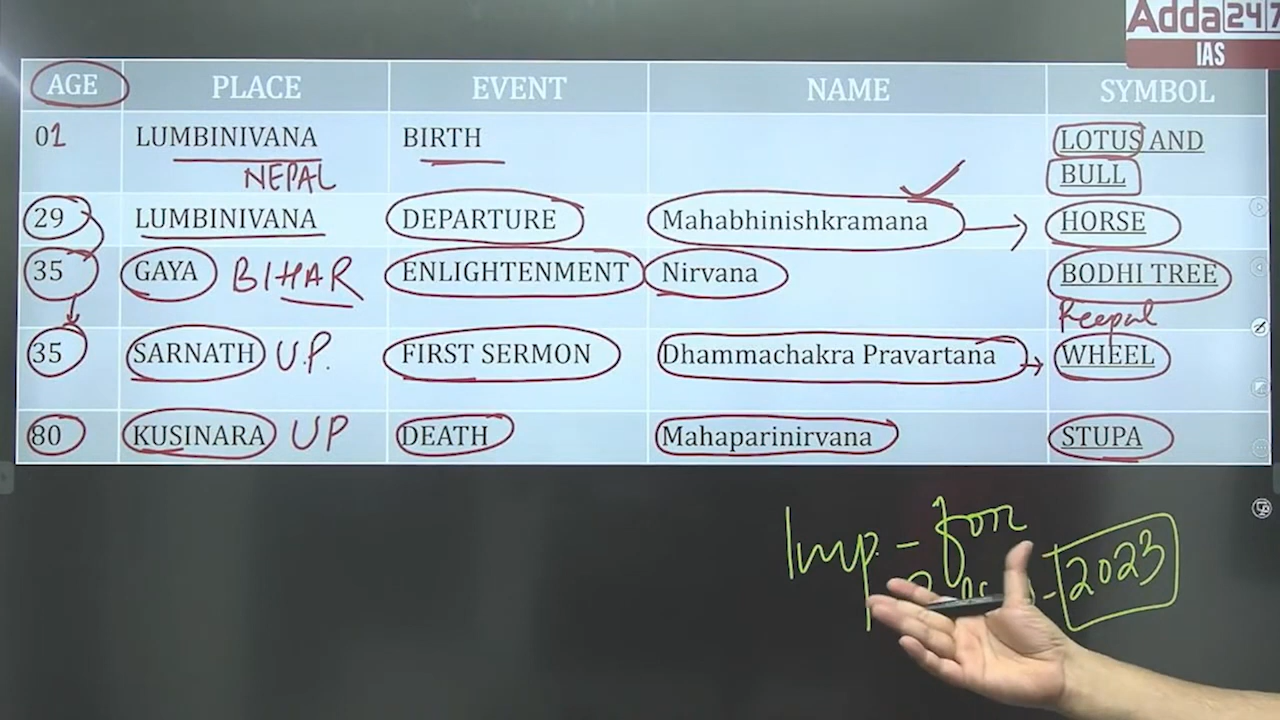 Adda247
IAS
AGE PLACE EVENT NAME SYMBOL
01 LUMBINIVANA BIRTH LOTUS AND
NEPAL BULL
29 LUMBINIVANA DEPARTURE Mahabhinishkramana HORSE
35 GAYA BIHAR ENLIGHTENMENT Nirvana BODHI TREE
Peepal
35 SARNATH U.P. FIRST SERMON Dhammachakra Pravartana WHEEL
80 KUSINARA UP DEATH Mahaparinirvana STUPA
Imp - for
- 2023